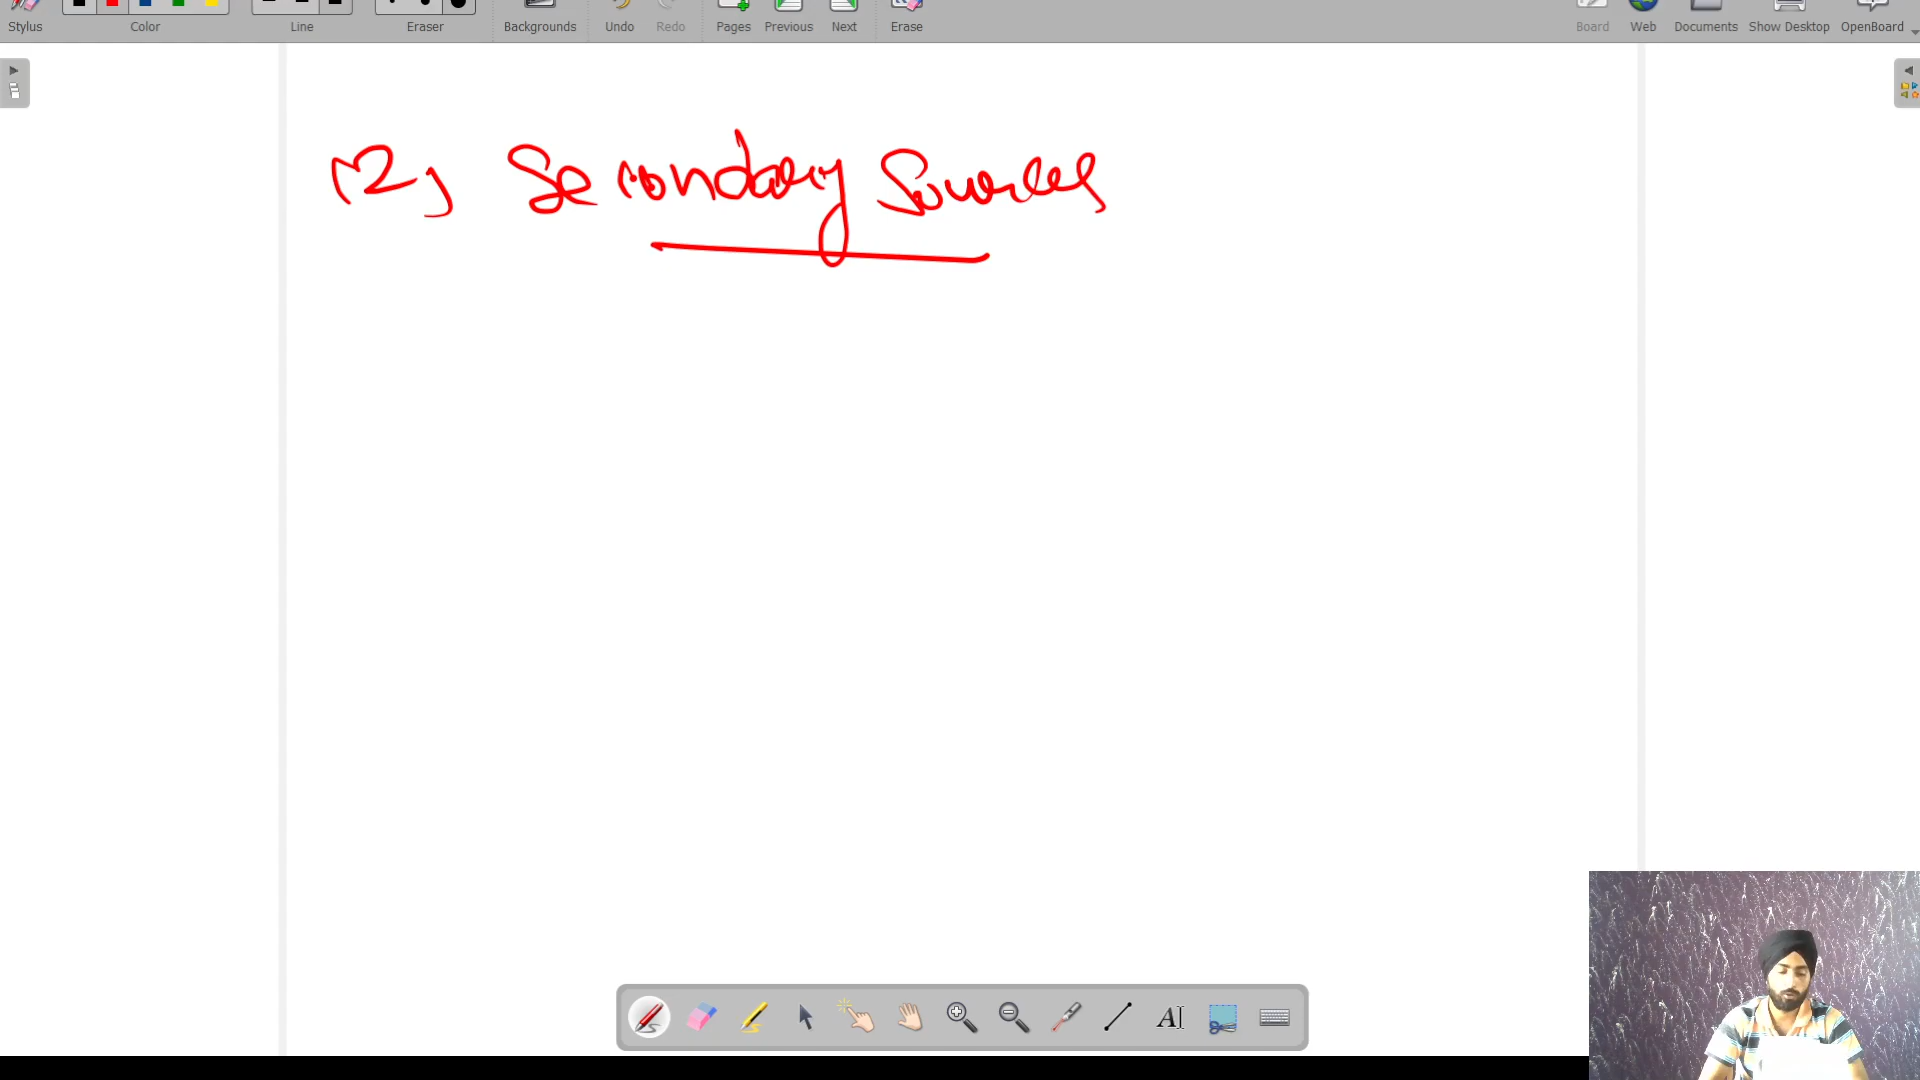 Stylus Color Line Eraser Backgrounds Undo Redo Pages Previous Next Erase Board Web Documents Show Desktop OpenBoard
(2) Secondary Sources